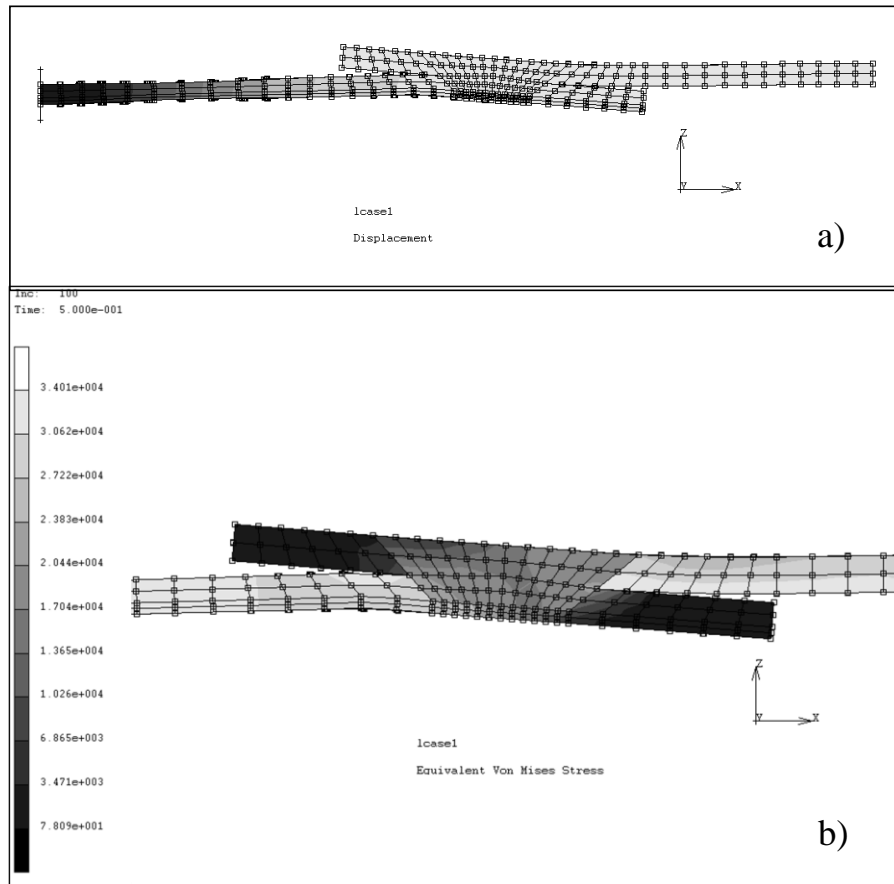 Z
Y X
lcase1
Displacement
a)
Inc: 100
Time: 5.000e-001
3.401e+004
3.062e+004
2.722e+004
2.383e+004
2.044e+004
1.704e+004
1.365e+004
1.026e+004
6.865e+003
3.471e+003
7.809e+001
Z
Y X
lcase1
Equivalent Von Mises Stress
b)